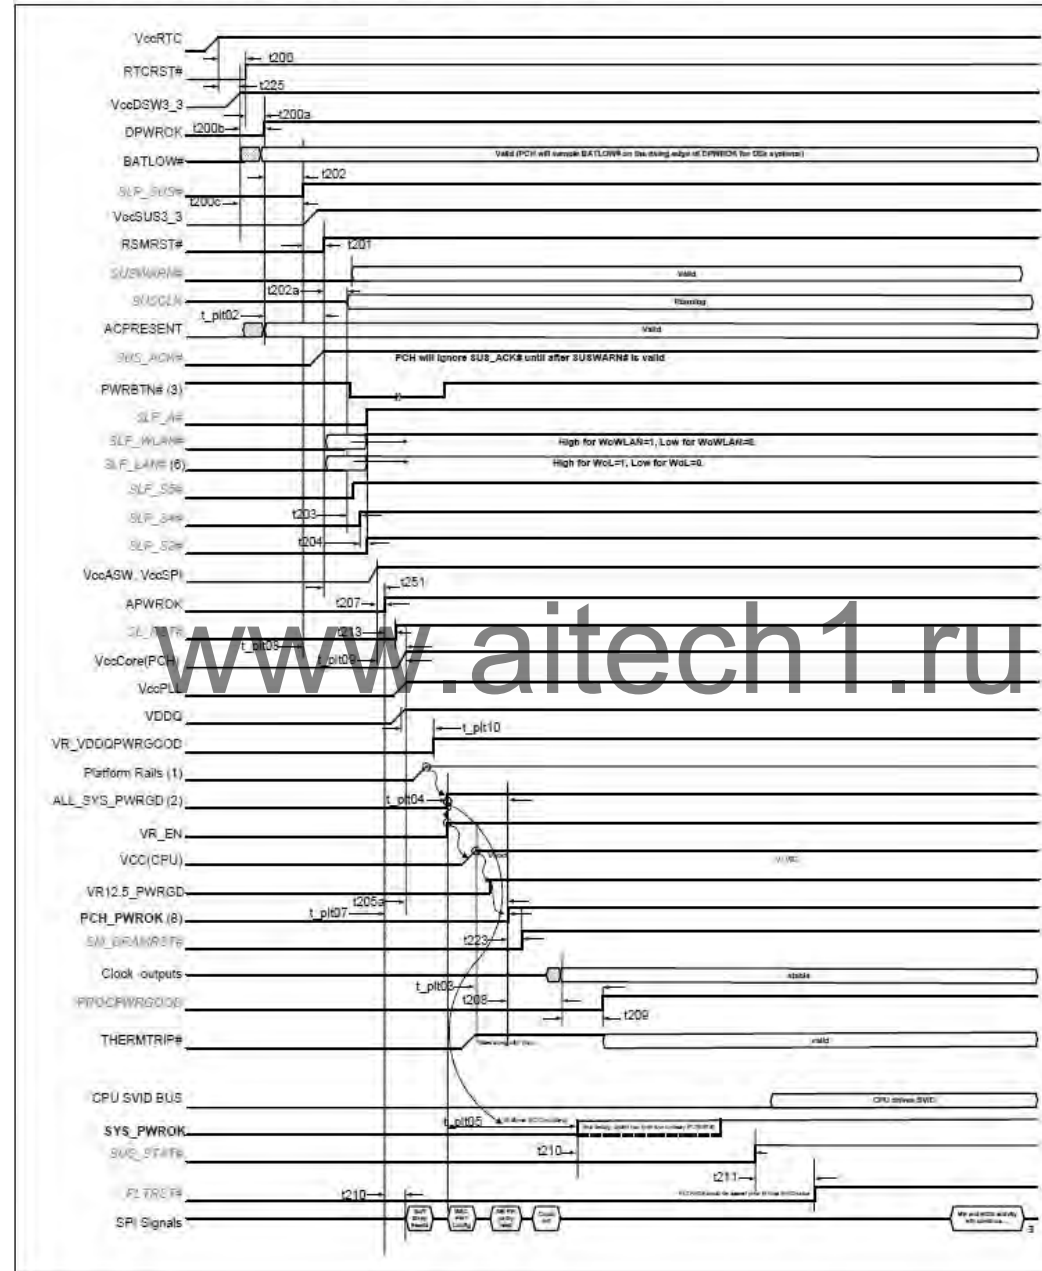 VccRTC
t200
RTCRST#
t225
VccDSW3_3
t200a
t200b
DPWROK
BATLOW#
Valid (PCH will sample BATLOW# on the rising edge of DPWROK for DSx systems)
t202
SLP_SUS#
t200c
VccSUS3_3
RSMRST#
t201
SUSWARN#
Valid
t202a
SUSCLK
Running
t_plt02
ACPRESENT
Valid
SUS_ACK#
PCH will ignore SUS_ACK# until after SUSWARN# is valid
PWRBTN# (3)
SLP_A#
SLP_WLAN#
High for WoWLAN=1, Low for WoWLAN=0.
SLP_LAN# (6)
High for WoL=1, Low for WoL=0.
SLP_S5#
t203
SLP_S4#
t204
SLP_S3#
VccASW, VccSPI
t251
APWROK
t207
t213
t_plt08
t_plt09
VccCore(PCH)
www.aitech1.ru
VccPLL
VDDQ
t_plt10
VR_VDDQPWRGOOD
Platform Rails (1)
ALL_SYS_PWRGD (2)
t_plt04
VR_EN
VCC(CPU)
VR12.5_PWRGD
t205a
t_plt07
PCH_PWROK (8)
t223
SM_DRAMRST#
Clock outputs
stable
t_plt03
t208
PROCPWRGOOD
t209
THERMTRIP#
valid
CPU SVID BUS
CPU drives SVID
t_plt05
SYS_PWROK
t210
SUS_STAT#
t211
PLTRST#
t210
SPI Signals
3